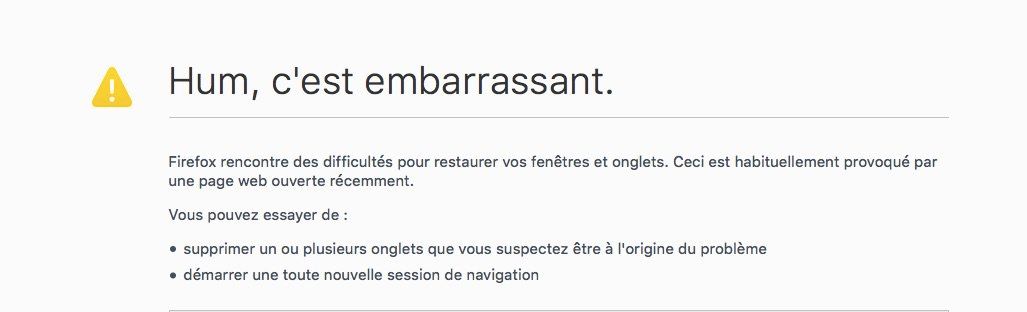 Hum, c'est embarrassant.
Firefox rencontre des difficultés pour restaurer vos fenêtres et onglets. Ceci est habituellement provoqué par
une page web ouverte récemment.
Vous pouvez essayer de :
• supprimer un ou plusieurs onglets que vous suspectez être à l'origine du problème
• démarrer une toute nouvelle session de navigation